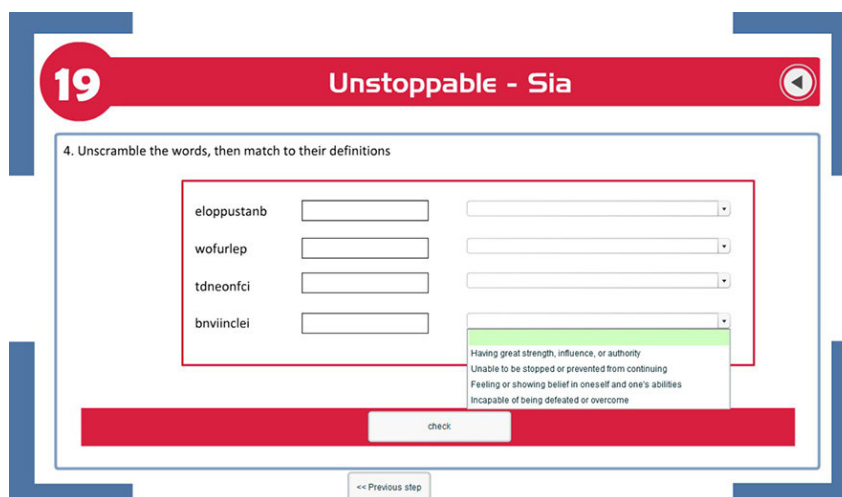 19
Unstoppable - Sia
4. Unscramble the words, then match to their definitions
eloppustanb
wofurlep
tdneonfci
bnviinclei
Having great strength, influence, or authority
Unable to be stopped or prevented from continuing
Feeling or showing belief in oneself and one's abilities
Incapable of being defeated or overcome
check
<< Previous step